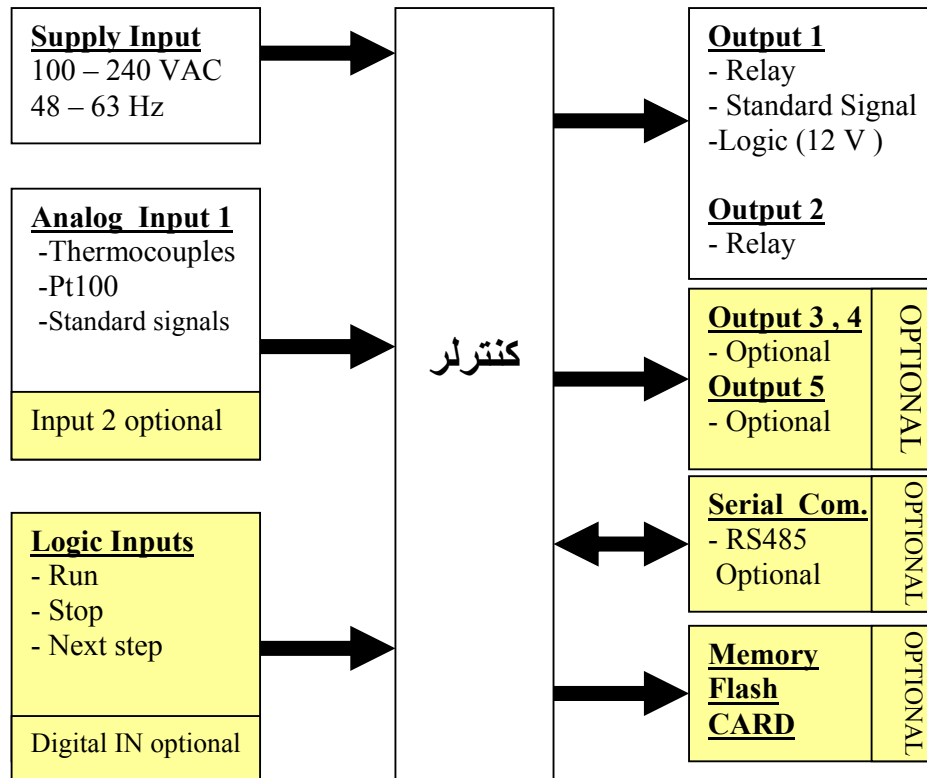 Supply Input
100 – 240 VAC
48 – 63 Hz
Analog Input 1
-Thermocouples
-Pt100
-Standard signals
Input 2 optional
Logic Inputs
- Run
- Stop
- Next step
Digital IN optional
کنترلر
Output 1
- Relay
- Standard Signal
-Logic (12 V )
Output 2
- Relay
Output 3 , 4
- Optional
Output 5
- Optional
OPTIONAL
Serial Com.
- RS485
Optional
OPTIONAL
Memory
Flash
CARD
OPTIONAL